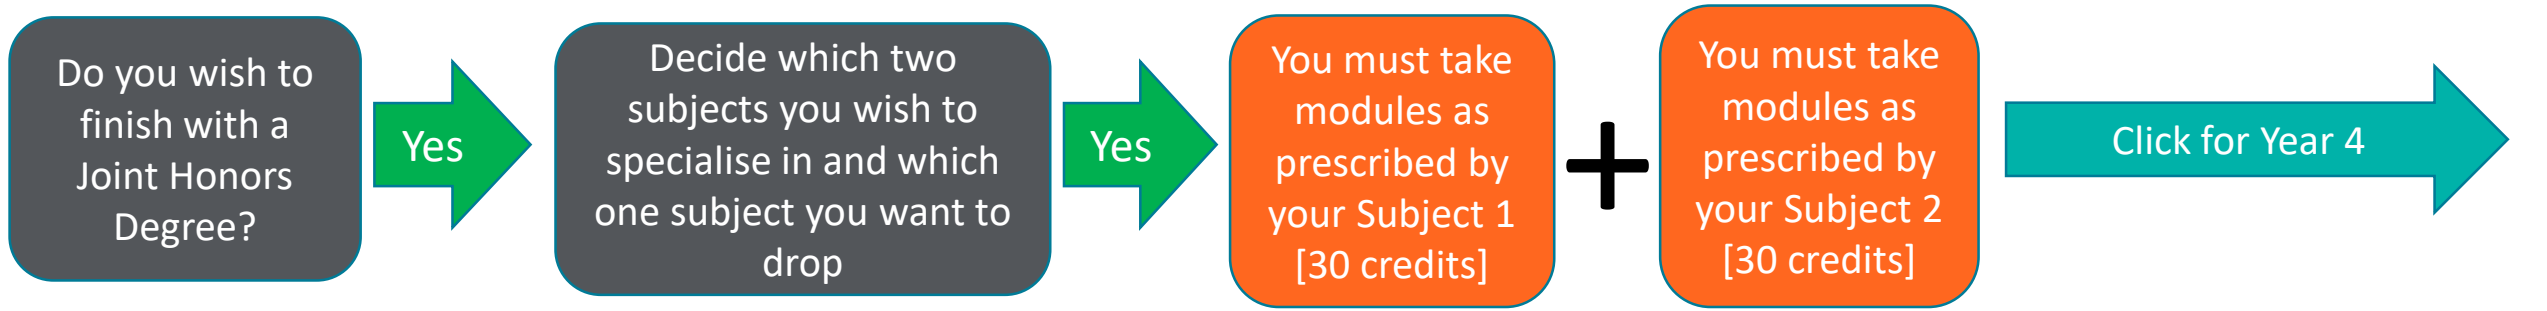 Do you wish to
finish with a
Joint Honors
Degree?
Yes
Decide which two
subjects you wish to
specialise in and which
one subject you want to
drop
Yes
You must take
modules as
prescribed by
your Subject 1
[30 credits]
+
You must take
modules as
prescribed by
your Subject 2
[30 credits]
Click for Year 4